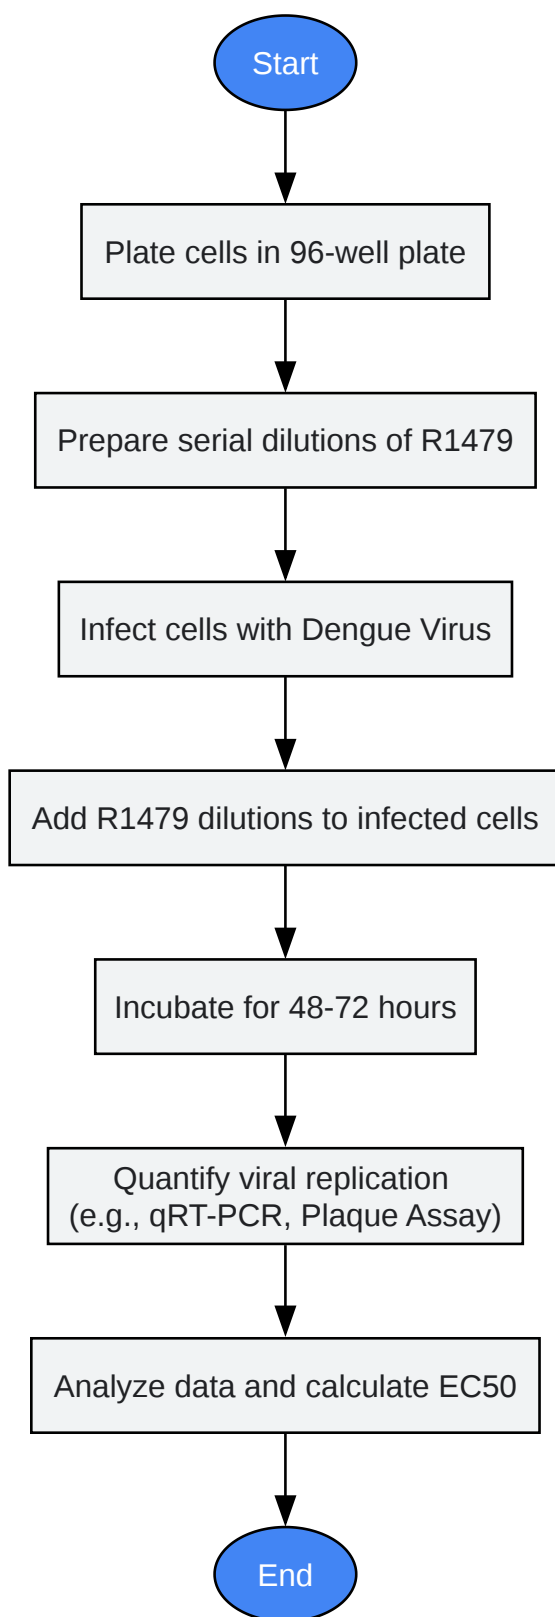 Start
Plate cells in 96-well plate
Prepare serial dilutions of R1479
Infect cells with Dengue Virus
Add R1479 dilutions to infected cells
Incubate for 48-72 hours
Quantify viral replication
(e.g., qRT-PCR, Plaque Assay)
Analyze data and calculate EC50
End